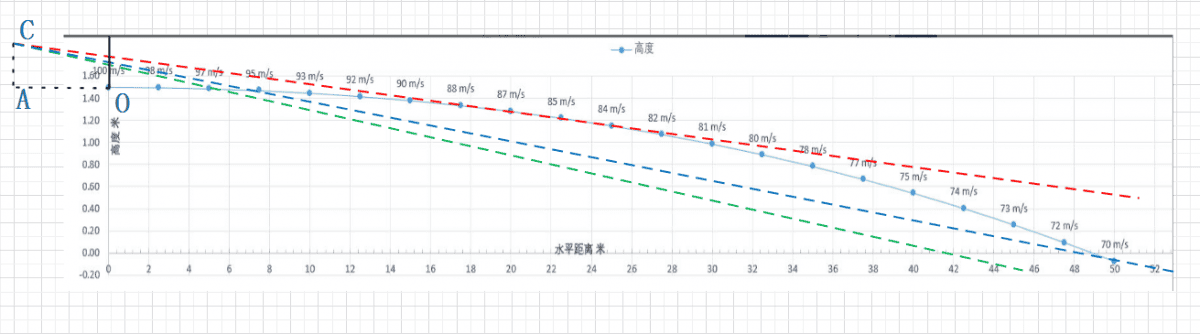 C
高度
100 m/s 98 m/s 97 m/s 95 m/s 93 m/s 92 m/s 90 m/s 88 m/s 87 m/s 85 m/s 84 m/s 82 m/s 81 m/s 80 m/s 78 m/s 77 m/s 75 m/s 74 m/s 73 m/s 72 m/s 70 m/s
A O
高度 米
1.60
1.40
1.20
1.00
0.80
0.60
0.40
0.20
0.00
-0.20
水平距离 米
0 2 4 6 8 10 12 14 16 18 20 22 24 26 28 30 32 34 36 38 40 42 44 46 48 50 52